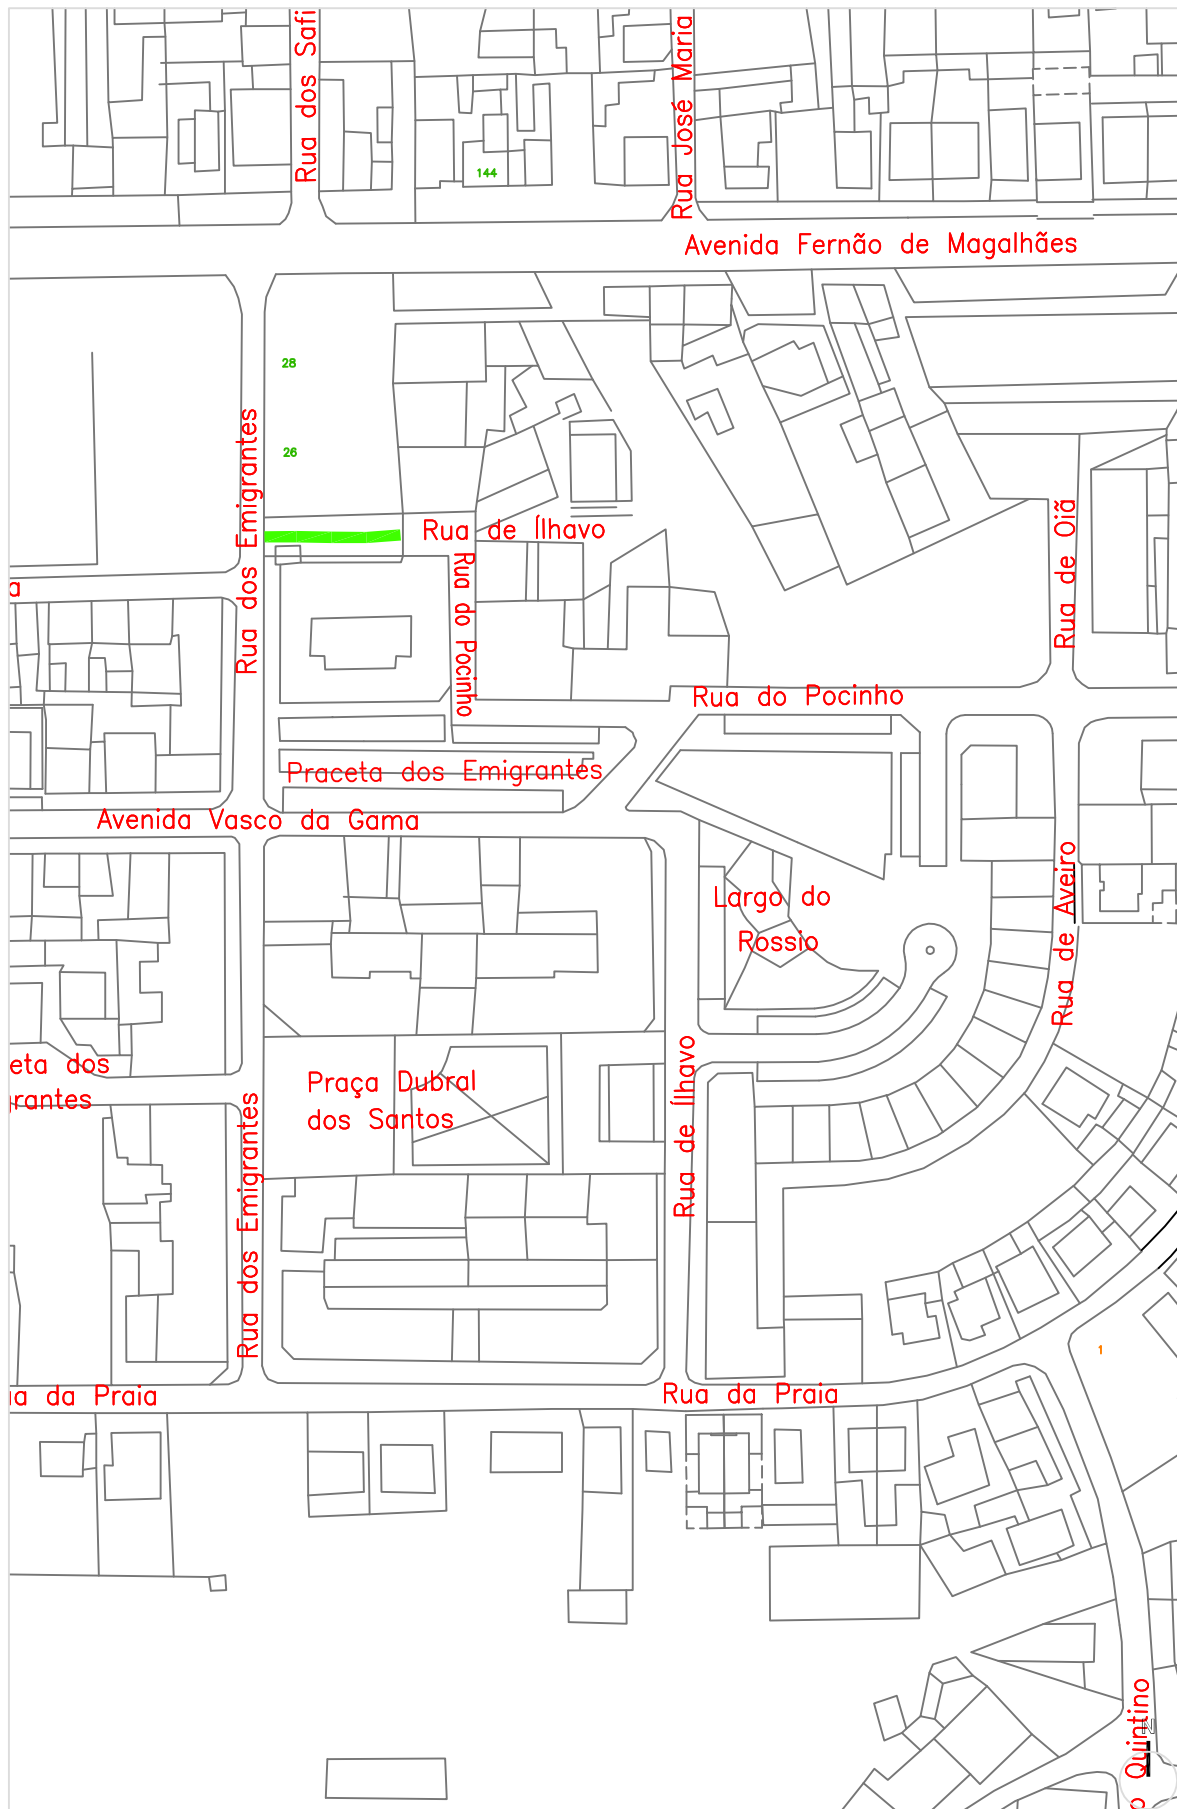 Rua dos Safi
Rua José Maria
144
Avenida Fernão de Magalhães
28
26
Rua dos Emigrantes
Rua de Ílhavo
Rua do Pocinho
Rua de Oiã
a
Rua do Pocinho
Praceta dos Emigrantes
Avenida Vasco da Gama
Largo do
Rossio
Rua de Aveiro
eta dos
grantes
Praça Dubral
dos Santos
Rua de Ílhavo
Rua dos Emigrantes
1
a da Praia
Rua da Praia
o Quintino
N